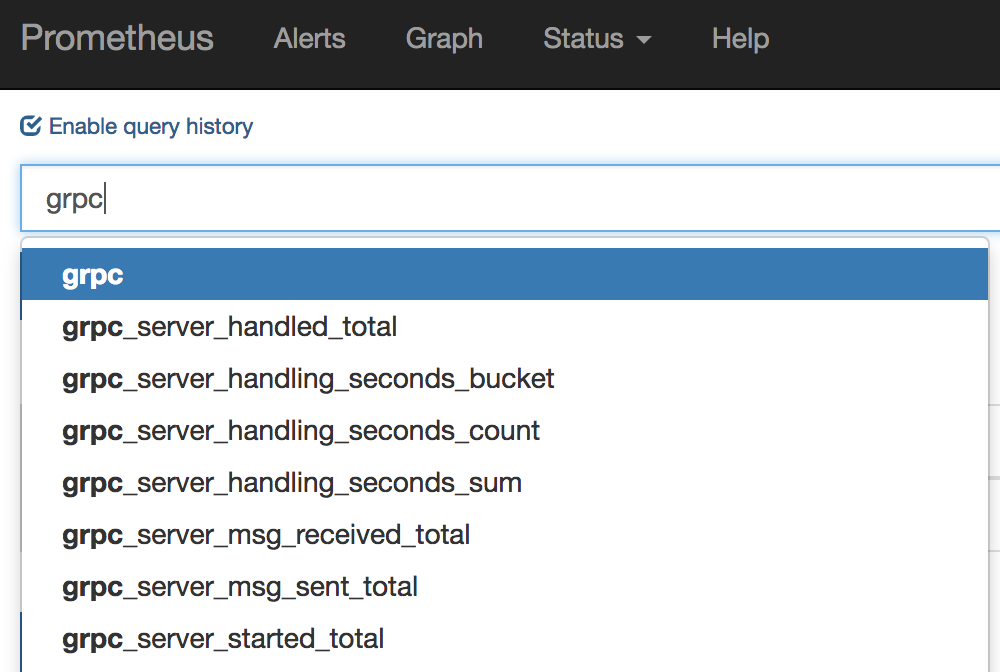 Prometheus Alerts Graph Status Help
Enable query history
grpc
grpc
grpc_server_handled_total
grpc_server_handling_seconds_bucket
grpc_server_handling_seconds_count
grpc_server_handling_seconds_sum
grpc_server_msg_received_total
grpc_server_msg_sent_total
grpc_server_started_total